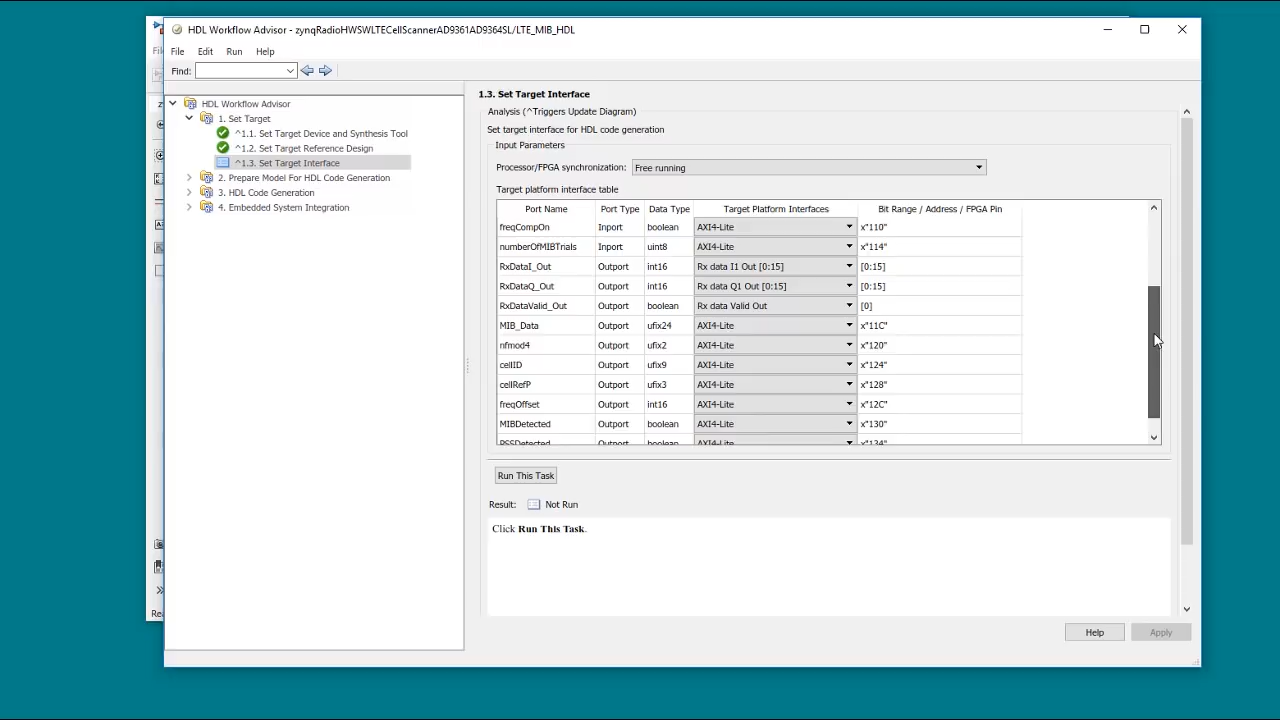 HDL Workflow Advisor - zynqRadioHWSWLTECellScannerAD9361AD9364SL/LTE_MIB_HDL
File Edit Run Help
Find:
HDL Workflow Advisor
1. Set Target
^1.1. Set Target Device and Synthesis Tool
^1.2. Set Target Reference Design
^1.3. Set Target Interface
2. Prepare Model For HDL Code Generation
3. HDL Code Generation
4. Embedded System Integration
1.3. Set Target Interface
Analysis (^Triggers Update Diagram)
Set target interface for HDL code generation
Input Parameters
Processor/FPGA synchronization: Free running
Target platform interface table
Port Name Port Type Data Type Target Platform Interfaces Bit Range / Address / FPGA Pin
freqCompOn Inport boolean AXI4-Lite x"110"
numberOfMIBTrials Inport uint8 AXI4-Lite x"114"
RxDataI_Out Outport int16 Rx data I1 Out [0:15] [0:15]
RxDataQ_Out Outport int16 Rx data Q1 Out [0:15] [0:15]
RxDataValid_Out Outport boolean Rx data Valid Out [0]
MIB_Data Outport ufix24 AXI4-Lite x"11C"
nfmod4 Outport ufix2 AXI4-Lite x"120"
cellID Outport ufix9 AXI4-Lite x"124"
cellRefP Outport ufix3 AXI4-Lite x"128"
freqOffset Outport int16 AXI4-Lite x"12C"
MIBDetected Outport boolean AXI4-Lite x"130"
PSSDetected Outport boolean AXI4-Lite x"134"
Run This Task
Result: Not Run
Click Run This Task.
Help Apply